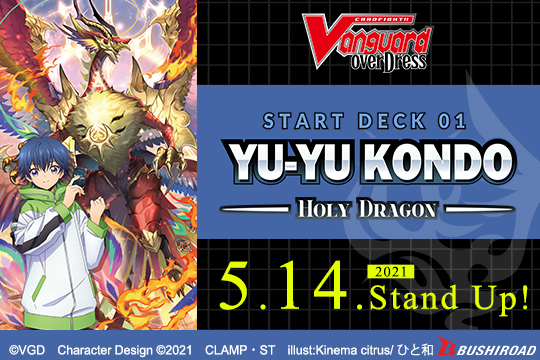 CARDFIGHT!!
Vanguard
overDress
START DECK 01
YU-YU KONDO
HOLY DRAGON
5.14.2021 Stand Up!
©VGD Character Design ©2021 CLAMP・ST illust:Kinema citrus/ひと和 BUSHIROAD